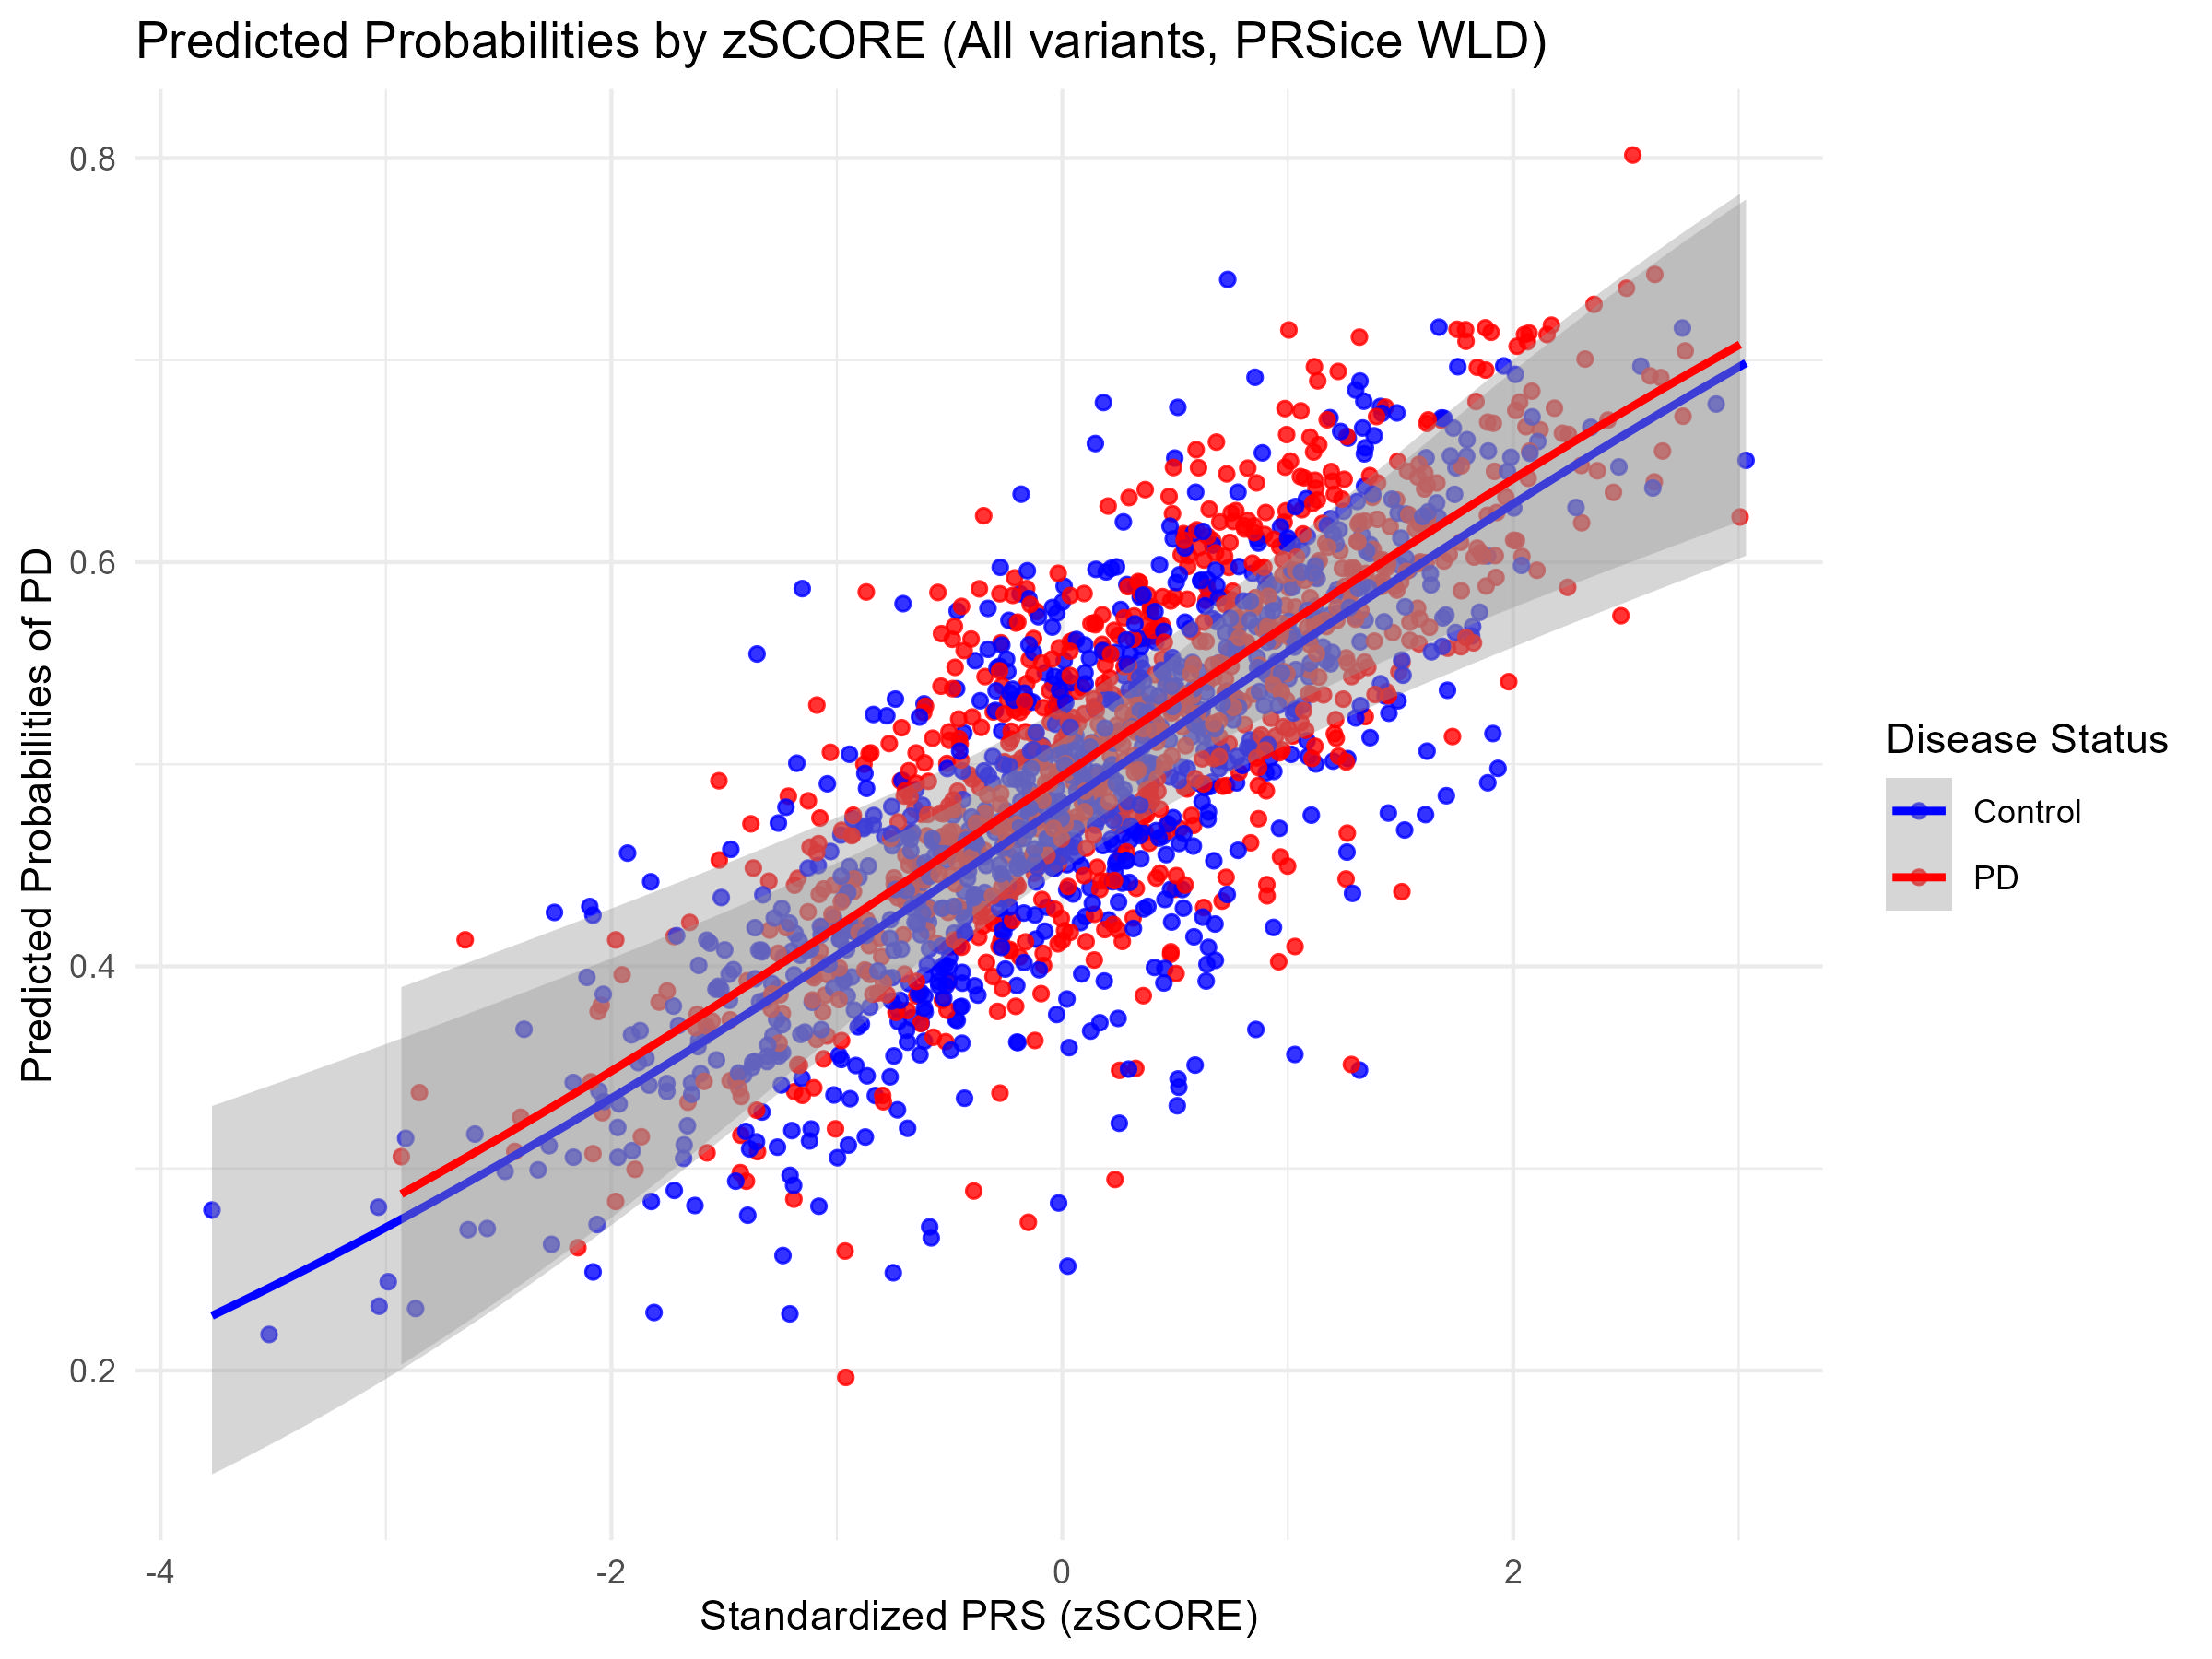 Predicted Probabilities by zSCORE (All variants, PRSice WLD)
Predicted Probabilities of PD
0.8
0.6
0.4
0.2
-4
-2
0
2
Standardized PRS (zSCORE)
Disease Status
Control
PD